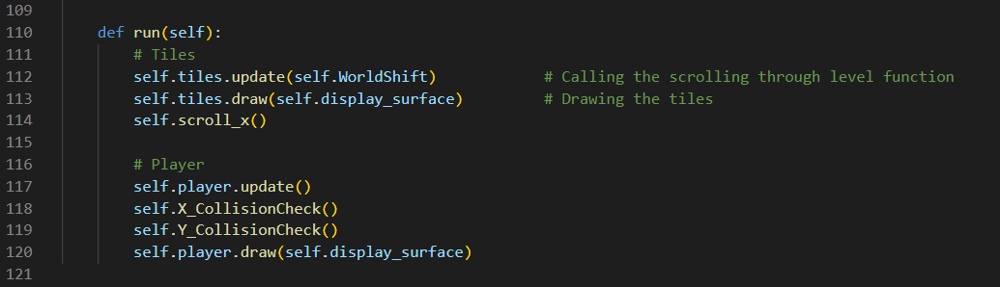 109
110 def run(self):
111 # Tiles
112 self.tiles.update(self.WorldShift) # Calling the scrolling through level function
113 self.tiles.draw(self.display_surface) # Drawing the tiles
114 self.scroll_x()
115
116 # Player
117 self.player.update()
118 self.X_CollisionCheck()
119 self.Y_CollisionCheck()
120 self.player.draw(self.display_surface)
121